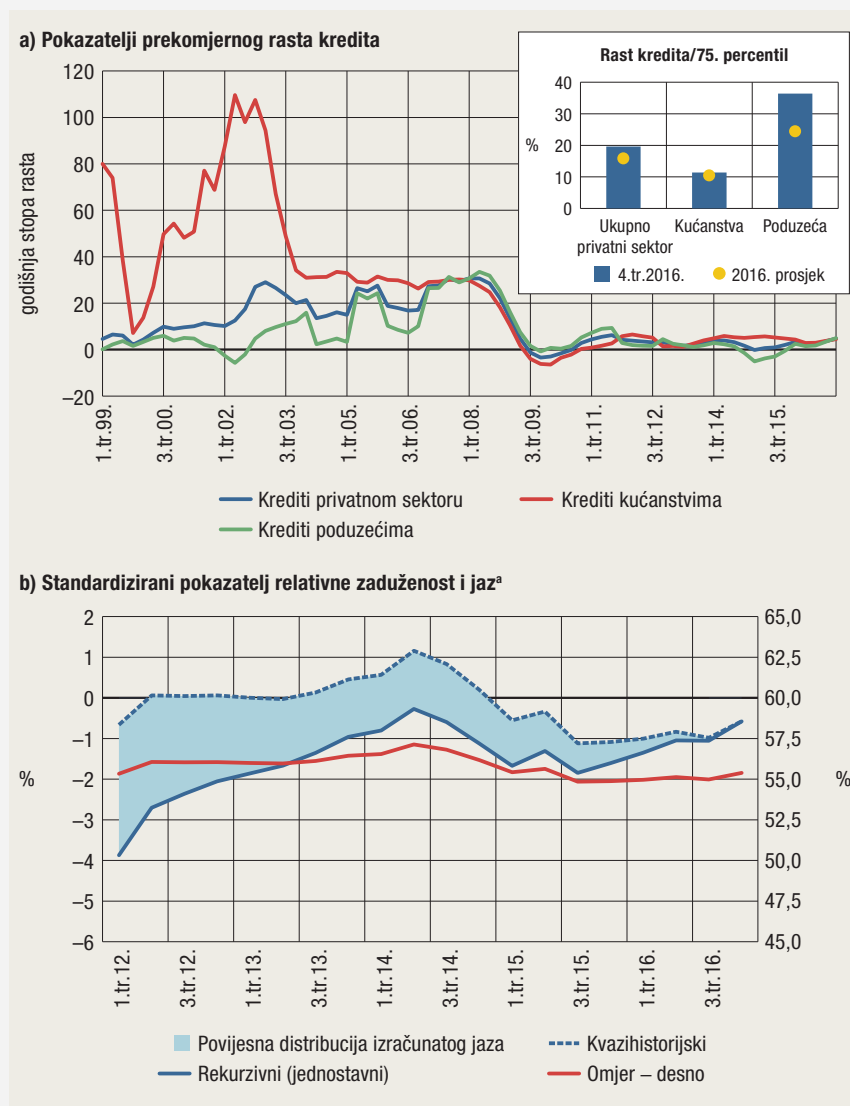 a) Pokazatelji prekomjernog rasta kredita
godišnja stopa rasta
120
100
80
60
40
20
0
–20
1.tr.99.
3.tr.00.
1.tr.02.
3.tr.03.
1.tr.05.
3.tr.06.
1.tr.08.
3.tr.09.
1.tr.11.
3.tr.12.
1.tr.14.
3.tr.15.
Rast kredita/75. percentil
%
40
30
20
10
0
Ukupno
privatni sektor
Kućanstva
Poduzeća
4.tr.2016.
2016. prosjek
Krediti privatnom sektoru
Krediti kućanstvima
Krediti poduzećima
b) Standardizirani pokazatelj relativne zaduženost i jazᵃ
%
2
1
0
–1
–2
–3
–4
–5
–6
65,0
62,5
60,0
57,5
55,0
52,5
50,0
47,5
45,0
%
1.tr.12.
3.tr.12.
1.tr.13.
3.tr.13.
1.tr.14.
3.tr.14.
1.tr.15.
3.tr.15.
1.tr.16.
3.tr.16.
Povijesna distribucija izračunatog jaza
Kvazihistorijski
Rekurzivni (jednostavni)
Omjer – desno